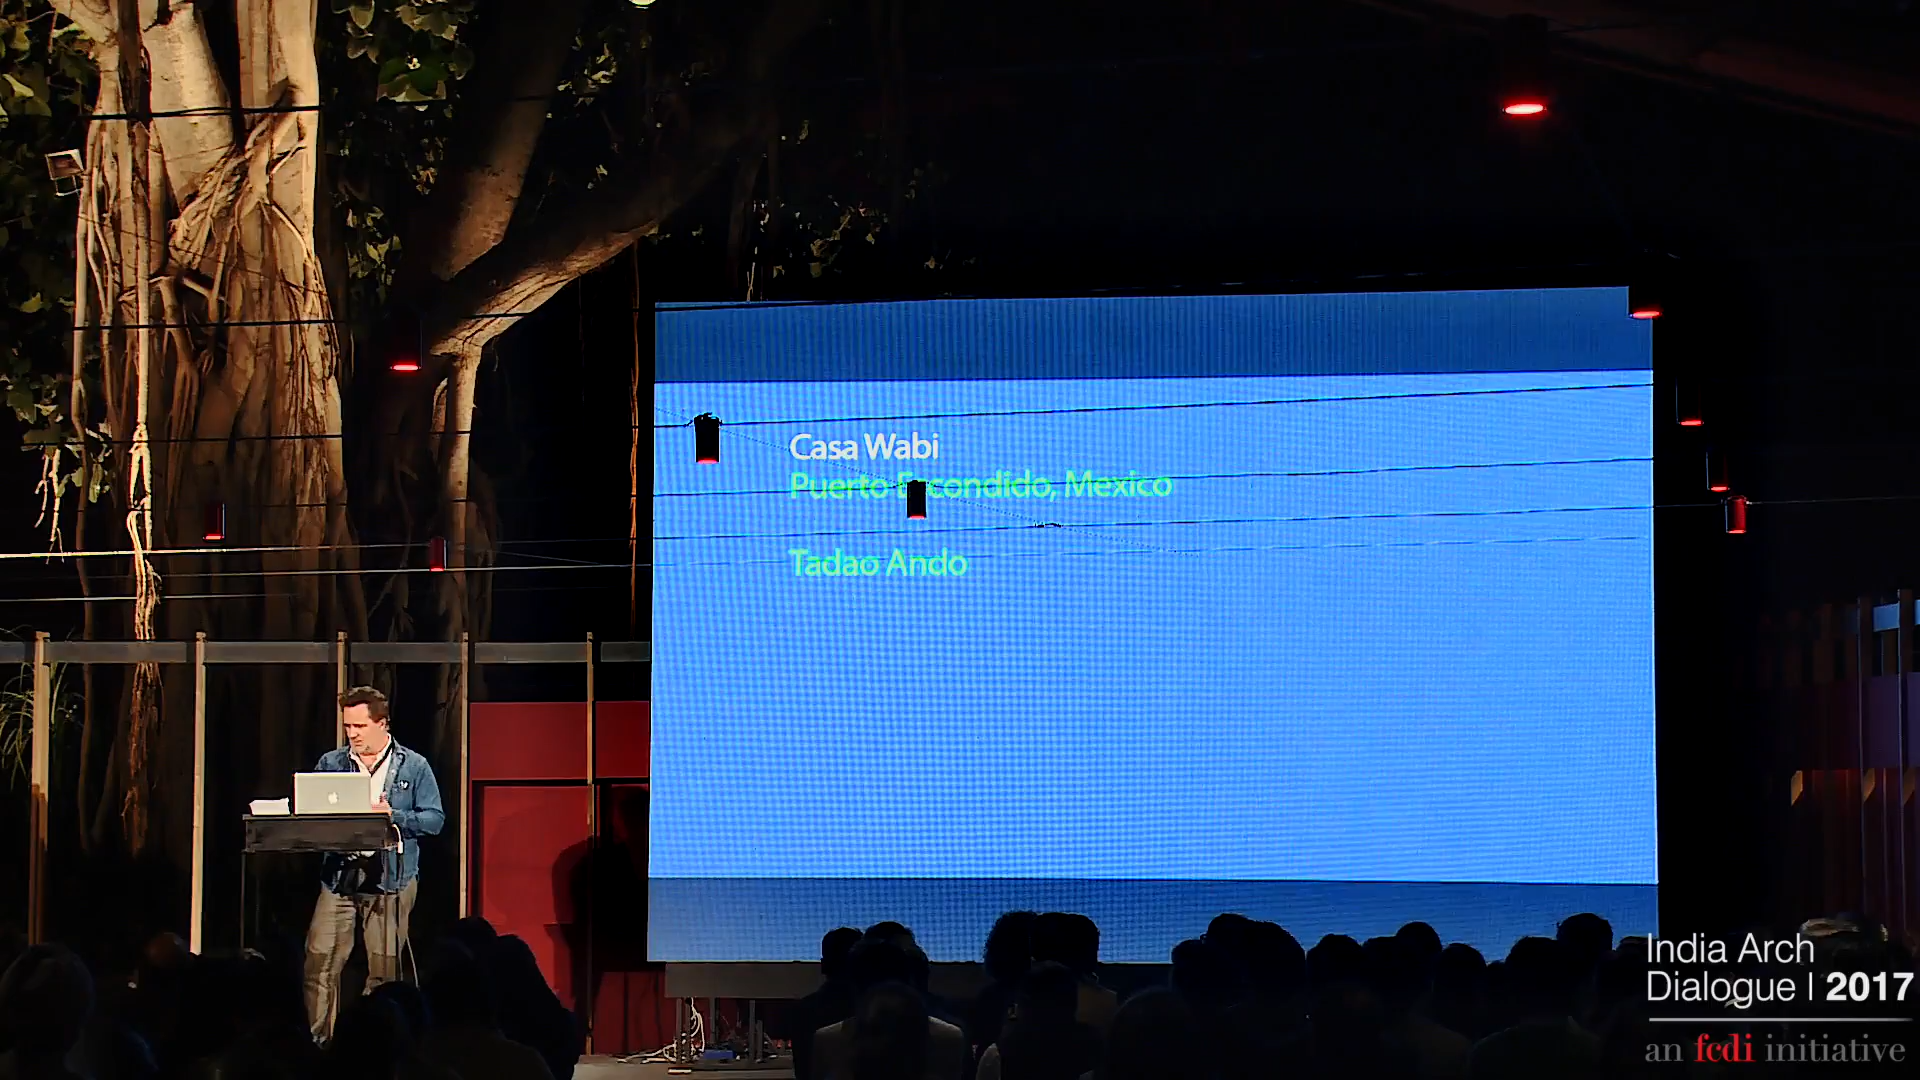 Casa Wabi
Puerto Escondido, Mexico
Tadao Ando
India Arch
Dialogue | 2017
an fcdi initiative